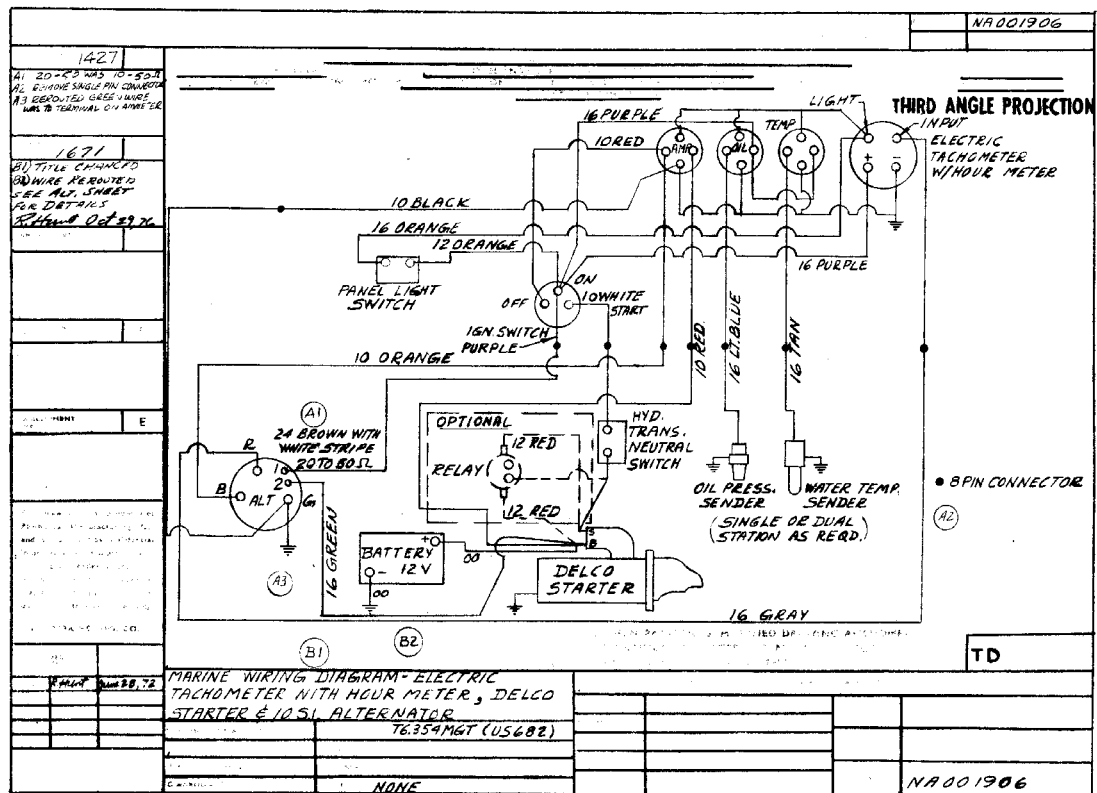 NA001906
1427
A1 20-50 WAS 10-50Ω
A2 REMOVE SINGLE PIN CONNECTOR
A3 REROUTED GREEN WIRE
WAS TO TERMINAL ON AMMETER
1671
B1) TITLE CHANGED
B2) WIRE REROUTED
SEE ALT. SHEET
FOR DETAILS
R. Hunt Oct 29, 76
E
R Hunt June 28, 72
THIRD ANGLE PROJECTION
LIGHT
INPUT
ELECTRIC
TACHOMETER
W/HOUR METER
16 PURPLE
10 RED
AMP
OIL
TEMP
+
-
10 BLACK
16 ORANGE
12 ORANGE
PANEL LIGHT
SWITCH
ON
OFF
10 WHITE
START
16 PURPLE
IGN. SWITCH
PURPLE
10 ORANGE
10 RED
16 LT. BLUE
16 TAN
A1
24 BROWN WITH
WHITE STRIPE
20 TO 80 Ω
R
1
2
B
ALT
G
A3
16 GREEN
OPTIONAL
12 RED
RELAY
12 RED
HYD.
TRANS.
NEUTRAL
SWITCH
S
B
BATTERY
12V
+
-
00
00
DELCO
STARTER
OIL PRESS.
SENDER
WATER TEMP.
SENDER
(SINGLE OR DUAL
STATION AS REQD.)
8 PIN CONNECTOR
A2
16 GRAY
B1
B2
TD
MARINE WIRING DIAGRAM-ELECTRIC
TACHOMETER WITH HOUR METER, DELCO
STARTER & 10 S.I. ALTERNATOR
T6.354MGT (US682)
NONE
NA001906